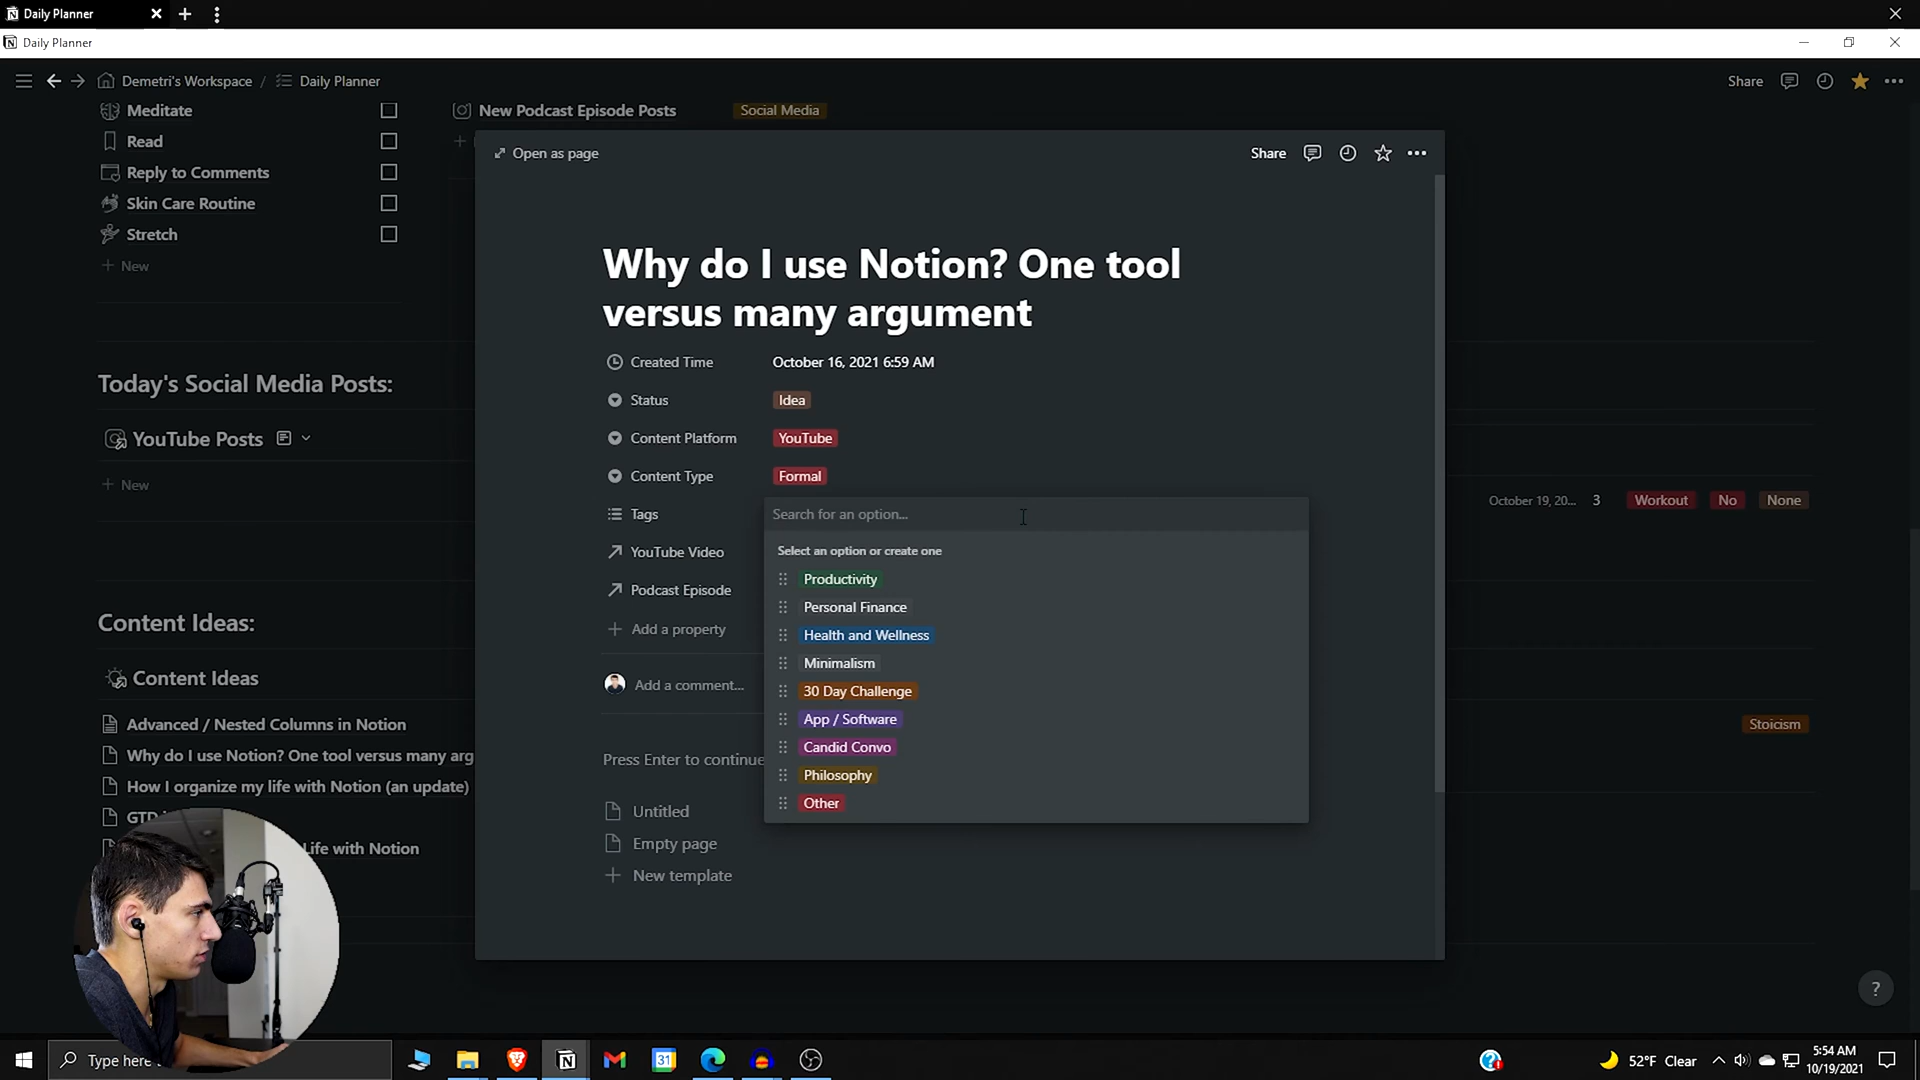 Daily Planner
Daily Planner
Demetri's Workspace / Daily Planner
Share
Meditate
Read
Reply to Comments
Skin Care Routine
Stretch
+ New
New Podcast Episode Posts
Social Media
Today's Social Media Posts:
YouTube Posts
+ New
Content Ideas:
Content Ideas
Advanced / Nested Columns in Notion
Why do I use Notion? One tool versus many arg
How I organize my life with Notion (an update)
GTD
Life with Notion
Open as page
Share
Why do I use Notion? One tool
versus many argument
Created Time October 16, 2021 6:59 AM
Status Idea
Content Platform YouTube
Content Type Formal
Tags Search for an option...
Select an option or create one
Productivity
Personal Finance
Health and Wellness
Minimalism
30 Day Challenge
App / Software
Candid Convo
Philosophy
Other
YouTube Video
Podcast Episode
+ Add a property
Add a comment...
Press Enter to continue
Untitled
Empty page
+ New template
October 19, 20... 3 Workout No None
Stoicism
?
Type here
31
52°F Clear
5:54 AM
10/19/2021